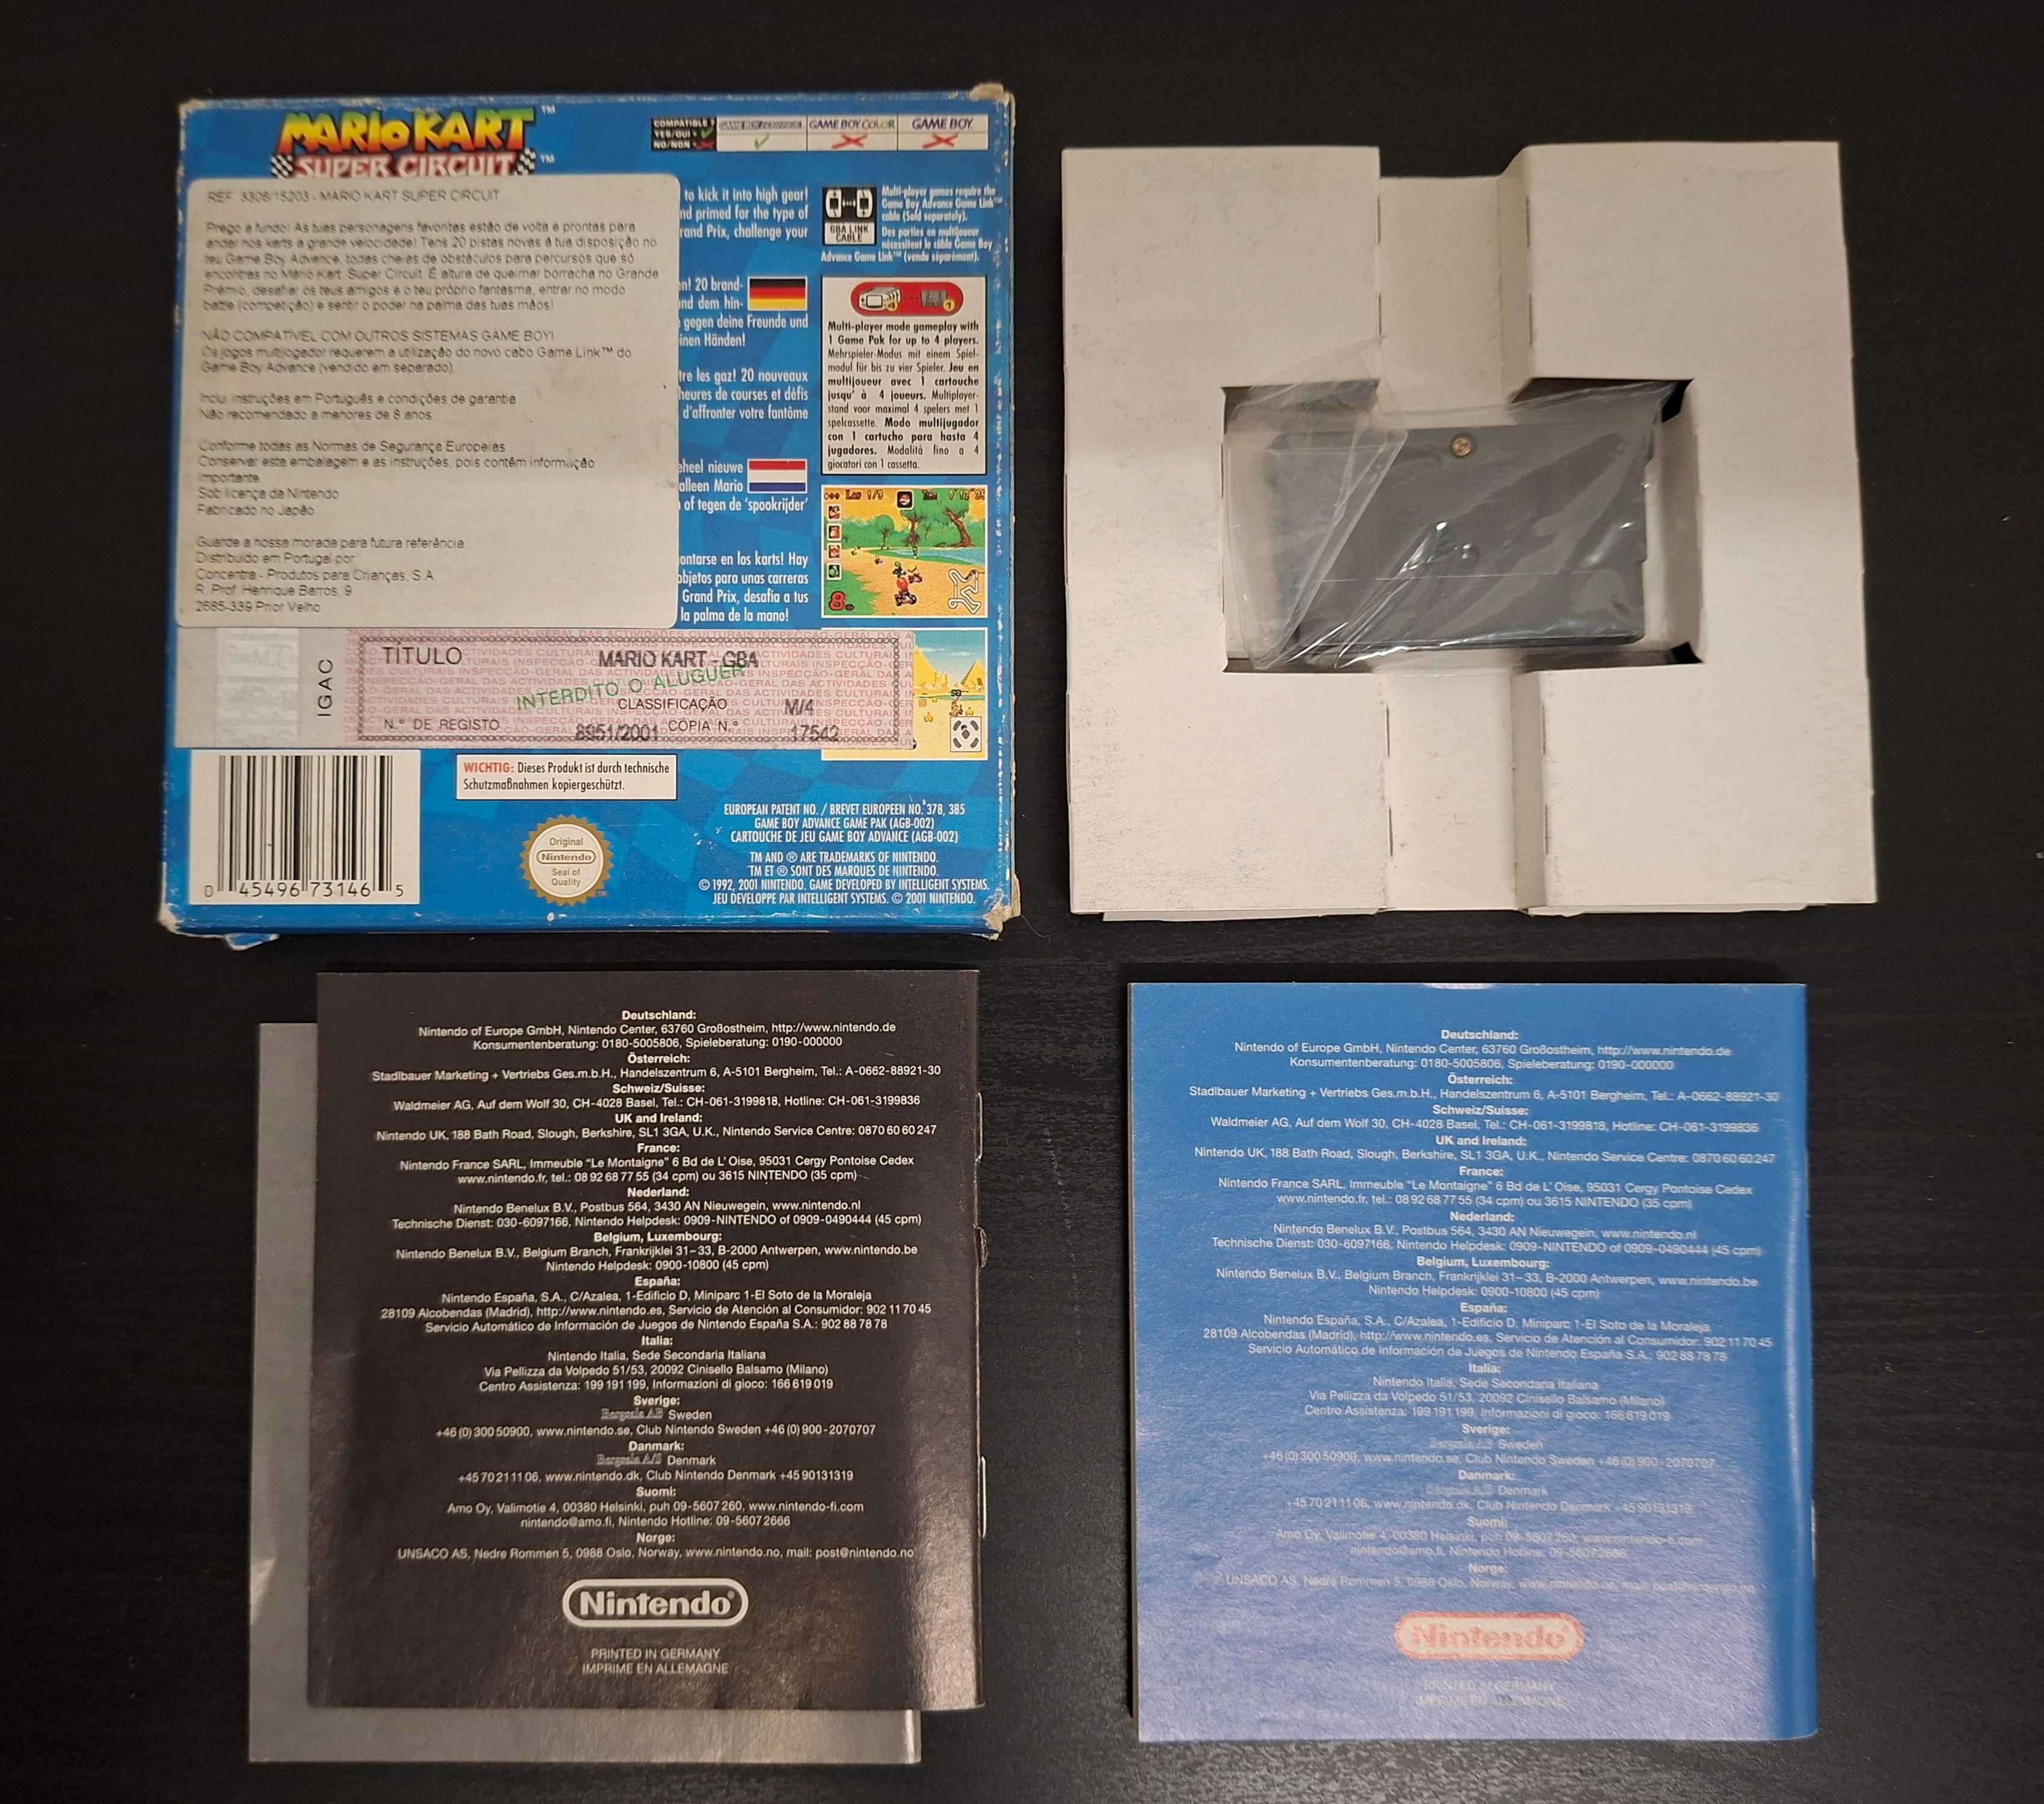 MARIO KART ™
SUPER CIRCUIT ™
COMPATIBLE ?
YES/OUI =
NO/NON =
GAME BOY ADVANCE
GAME BOY COLOR
GAME BOY
REF. 3306/15203 - MARIO KART SUPER CIRCUIT
Prego a fundo! As tuas personagens favoritas estão de volta e prontas para
andar nos karts a grande velocidade! Tens 20 pistas novas à tua disposição no
teu Game Boy Advance, todas cheias de obstáculos para percursos que só
encontras no Mario Kart: Super Circuit. É altura de queimar borracha no Grande
Prémio, desafiar os teus amigos e o teu próprio fantasma, entrar no modo
battle (competição) e sentir o poder na palma das tuas mãos!
NÃO COMPATÍVEL COM OUTROS SISTEMAS GAME BOY!
Os jogos multijogador requerem a utilização do novo cabo Game Link™ do
Game Boy Advance (vendido em separado).
Inclui instruções em Português e condições de garantia.
Não recomendado a menores de 8 anos.
Conforme todas as Normas de Segurança Europeias
Conservar esta embalagem e as instruções, pois contêm informação
importante.
Sob licença da Nintendo
Fabricado no Japão
Guarde a nossa morada para futura referência.
Distribuído em Portugal por:
Concentra - Produtos para Crianças, S.A.
R. Prof. Henrique Barros, 9
2685-339 Prior Velho
to kick it into high gear!
nd primed for the type of
rand Prix, challenge your
en! 20 brand-
nd dem hin-
gegen deine Freunde und
inen Händen!
tre les gaz! 20 nouveaux
heures de courses et défis
d'affronter votre fantôme
eheel nieuwe
alleen Mario
of tegen de 'spookrijder'
ontarse en los karts! Hay
objetos para unas carreras
Grand Prix, desafia a tus
la palma de la mano!
GBA LINK
CABLE
Multi-player games require the
Game Boy Advance Game Link™
cable (Sold separately).
Des parties en multijoueur
nécessitent le câble Game Boy
Advance Game Link™ (vendu séparément).
Multi-player mode gameplay with
1 Game Pak for up to 4 players.
Mehrspieler-Modus mit einem Spiel-
modul für bis zu vier Spieler. Jeu en
multijoueur avec 1 cartouche
jusqu' à 4 joueurs. Multiplayer-
stand voor maximal 4 spelers met 1
spelcassette. Modo multijugador
con 1 cartucho para hasta 4
jugadores. Modalità fino a 4
giocatori con 1 cassetta.
IGAC
TÍTULO
MARIO KART - GBA
INTERDITO O ALUGUER
CLASSIFICAÇÃO
M/4
N.º DE REGISTO
8951/2001
CÓPIA N.º
17542
WICHTIG: Dieses Produkt ist durch technische
Schutzmaßnahmen kopiergeschützt.
0 45496 73146 5
Original
Nintendo
Seal of
Quality
EUROPEAN PATENT NO. / BREVET EUROPEEN NO. 378, 385
GAME BOY ADVANCE GAME PAK (AGB-002)
CARTOUCHE DE JEU GAME BOY ADVANCE (AGB-002)
TM AND ® ARE TRADEMARKS OF NINTENDO.
TM ET ® SONT DES MARQUES DE NINTENDO.
© 1992, 2001 NINTENDO. GAME DEVELOPED BY INTELLIGENT SYSTEMS.
JEU DEVELOPPE PAR INTELLIGENT SYSTEMS. © 2001 NINTENDO.
Deutschland:
Nintendo of Europe GmbH, Nintendo Center, 63760 Großostheim, http://www.nintendo.de
Konsumentenberatung: 0180-5005806, Spieleberatung: 0190-000000
Österreich:
Stadlbauer Marketing + Vertriebs Ges.m.b.H., Handelszentrum 6, A-5101 Bergheim, Tel.: A-0662-88921-30
Schweiz/Suisse:
Waldmeier AG, Auf dem Wolf 30, CH-4028 Basel, Tel.: CH-061-3199818, Hotline: CH-061-3199836
UK and Ireland:
Nintendo UK, 188 Bath Road, Slough, Berkshire, SL1 3GA, U.K., Nintendo Service Centre: 0870 60 60 247
France:
Nintendo France SARL, Immeuble "Le Montaigne" 6 Bd de L' Oise, 95031 Cergy Pontoise Cedex
www.nintendo.fr, tel.: 08 92 68 77 55 (34 cpm) ou 3615 NINTENDO (35 cpm)
Nederland:
Nintendo Benelux B.V., Postbus 564, 3430 AN Nieuwegein, www.nintendo.nl
Technische Dienst: 030-6097166, Nintendo Helpdesk: 0909-NINTENDO of 0909-0490444 (45 cpm)
Belgium, Luxembourg:
Nintendo Benelux B.V., Belgium Branch, Frankrijklei 31–33, B-2000 Antwerpen, www.nintendo.be
Nintendo Helpdesk: 0900-10800 (45 cpm)
España:
Nintendo España, S.A., C/Azalea, 1-Edificio D, Miniparc 1-El Soto de la Moraleja
28109 Alcobendas (Madrid), http://www.nintendo.es, Servicio de Atención al Consumidor: 902 11 70 45
Servicio Automático de Información de Juegos de Nintendo España S.A.: 902 88 78 78
Italia:
Nintendo Italia, Sede Secondaria Italiana
Via Pellizza da Volpedo 51/53, 20092 Cinisello Balsamo (Milano)
Centro Assistenza: 199 191 199, Informazioni di gioco: 166 619 019
Sverige:
Bergsala AB Sweden
+46 (0) 300 50900, www.nintendo.se, Club Nintendo Sweden +46 (0) 900-2070707
Danmark:
Bergsala A/S Denmark
+45 70 21 11 06, www.nintendo.dk, Club Nintendo Denmark +45 90131319
Suomi:
Amo Oy, Valimotie 4, 00380 Helsinki, puh 09-5607 260, www.nintendo-fi.com
nintendo@amo.fi, Nintendo Hotline: 09-5607 2666
Norge:
UNSACO AS, Nedre Rommen 5, 0988 Oslo, Norway, www.nintendo.no, mail: post@nintendo.no
Nintendo
PRINTED IN GERMANY
IMPRIME EN ALLEMAGNE
Deutschland:
Nintendo of Europe GmbH, Nintendo Center, 63760 Großostheim, http://www.nintendo.de
Konsumentenberatung: 0180-5005806, Spieleberatung: 0190-000000
Österreich:
Stadlbauer Marketing + Vertriebs Ges.m.b.H., Handelszentrum 6, A-5101 Bergheim, Tel.: A-0662-88921-30
Schweiz/Suisse:
Waldmeier AG, Auf dem Wolf 30, CH-4028 Basel, Tel.: CH-061-3199818, Hotline: CH-061-3199836
UK and Ireland:
Nintendo UK, 188 Bath Road, Slough, Berkshire, SL1 3GA, U.K., Nintendo Service Centre: 0870 60 60 247
France:
Nintendo France SARL, Immeuble "Le Montaigne" 6 Bd de L' Oise, 95031 Cergy Pontoise Cedex
www.nintendo.fr, tel.: 08 92 68 77 55 (34 cpm) ou 3615 NINTENDO (35 cpm)
Nederland:
Nintendo Benelux B.V., Postbus 564, 3430 AN Nieuwegein, www.nintendo.nl
Technische Dienst: 030-6097166, Nintendo Helpdesk: 0909-NINTENDO of 0909-0490444 (45 cpm)
Belgium, Luxembourg:
Nintendo Benelux B.V., Belgium Branch, Frankrijklei 31–33, B-2000 Antwerpen, www.nintendo.be
Nintendo Helpdesk: 0900-10800 (45 cpm)
España:
Nintendo España, S.A., C/Azalea, 1-Edificio D, Miniparc 1-El Soto de la Moraleja
28109 Alcobendas (Madrid), http://www.nintendo.es, Servicio de Atención al Consumidor: 902 11 70 45
Servicio Automático de Información de Juegos de Nintendo España S.A.: 902 88 78 78
Italia:
Nintendo Italia, Sede Secondaria Italiana
Via Pellizza da Volpedo 51/53, 20092 Cinisello Balsamo (Milano)
Centro Assistenza: 199 191 199, Informazioni di gioco: 166 619 019
Sverige:
Bergsala AB Sweden
+46 (0) 300 50900, www.nintendo.se, Club Nintendo Sweden +46 (0) 900-2070707
Danmark:
Bergsala A/S Denmark
+45 70 21 11 06, www.nintendo.dk, Club Nintendo Denmark +45 90131319
Suomi:
Amo Oy, Valimotie 4, 00380 Helsinki, puh 09-5607 260, www.nintendo-fi.com
nintendo@amo.fi, Nintendo Hotline: 09-5607 2666
Norge:
UNSACO AS, Nedre Rommen 5, 0988 Oslo, Norway,
Nintendo
PRINTED IN GERMANY
IMPRIME EN ALLEMAGNE